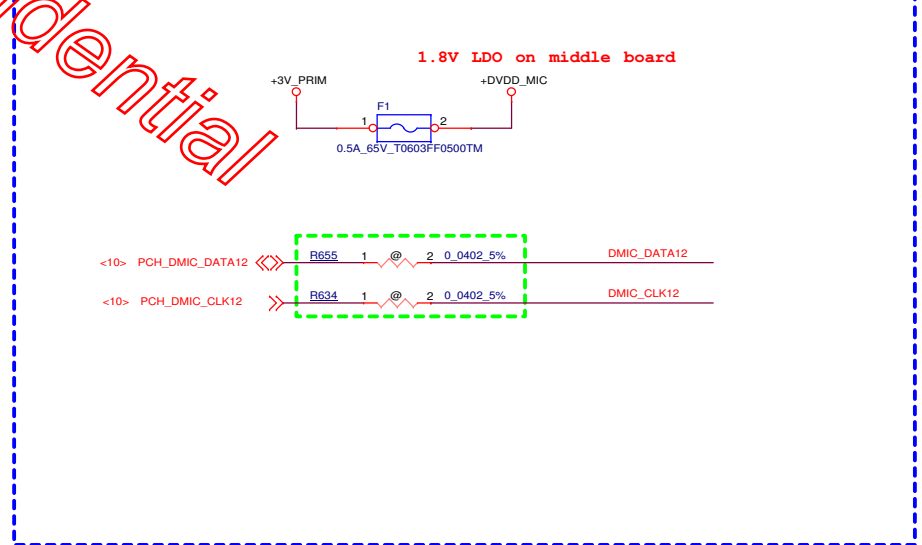 dential
1.8V LDO on middle board
+3V_PRIM
+DVDD_MIC
F1
1
2
0.5A_65V_T0603FF0500TM
<10> PCH_DMIC_DATA12 R655 1 @ 2 0_0402_5% DMIC_DATA12
<10> PCH_DMIC_CLK12 R634 1 @ 2 0_0402_5% DMIC_CLK12